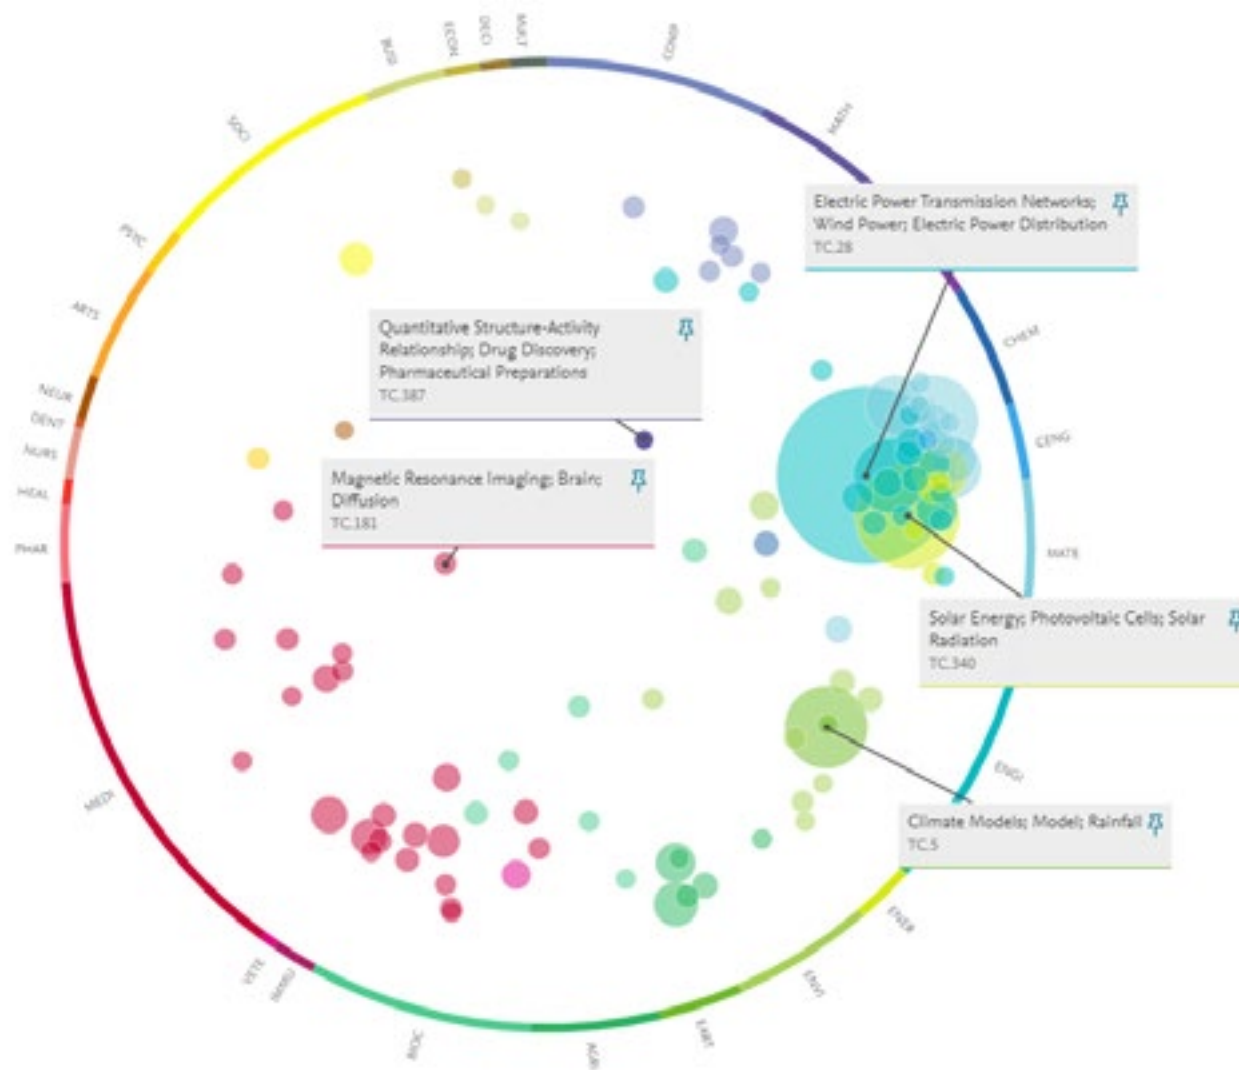 MULT
DECI
ECON
BUSI
COMP
SOCI
MATH
Electric Power Transmission Networks;
Wind Power; Electric Power Distribution
TC.28
PSYC
ARTS
Quantitative Structure-Activity
Relationship; Drug Discovery;
Pharmaceutical Preparations
TC.387
CHEM
NEUR
DENT
NURS
CENG
HEAL
Magnetic Resonance Imaging; Brain;
Diffusion
TC.181
PHAR
MATE
Solar Energy; Photovoltaic Cells; Solar
Radiation
TC.340
ENGI
MEDI
Climate Models; Model; Rainfall
TC.5
ENER
VETE
IMMU
ENVI
BIOC
EART
AGRI